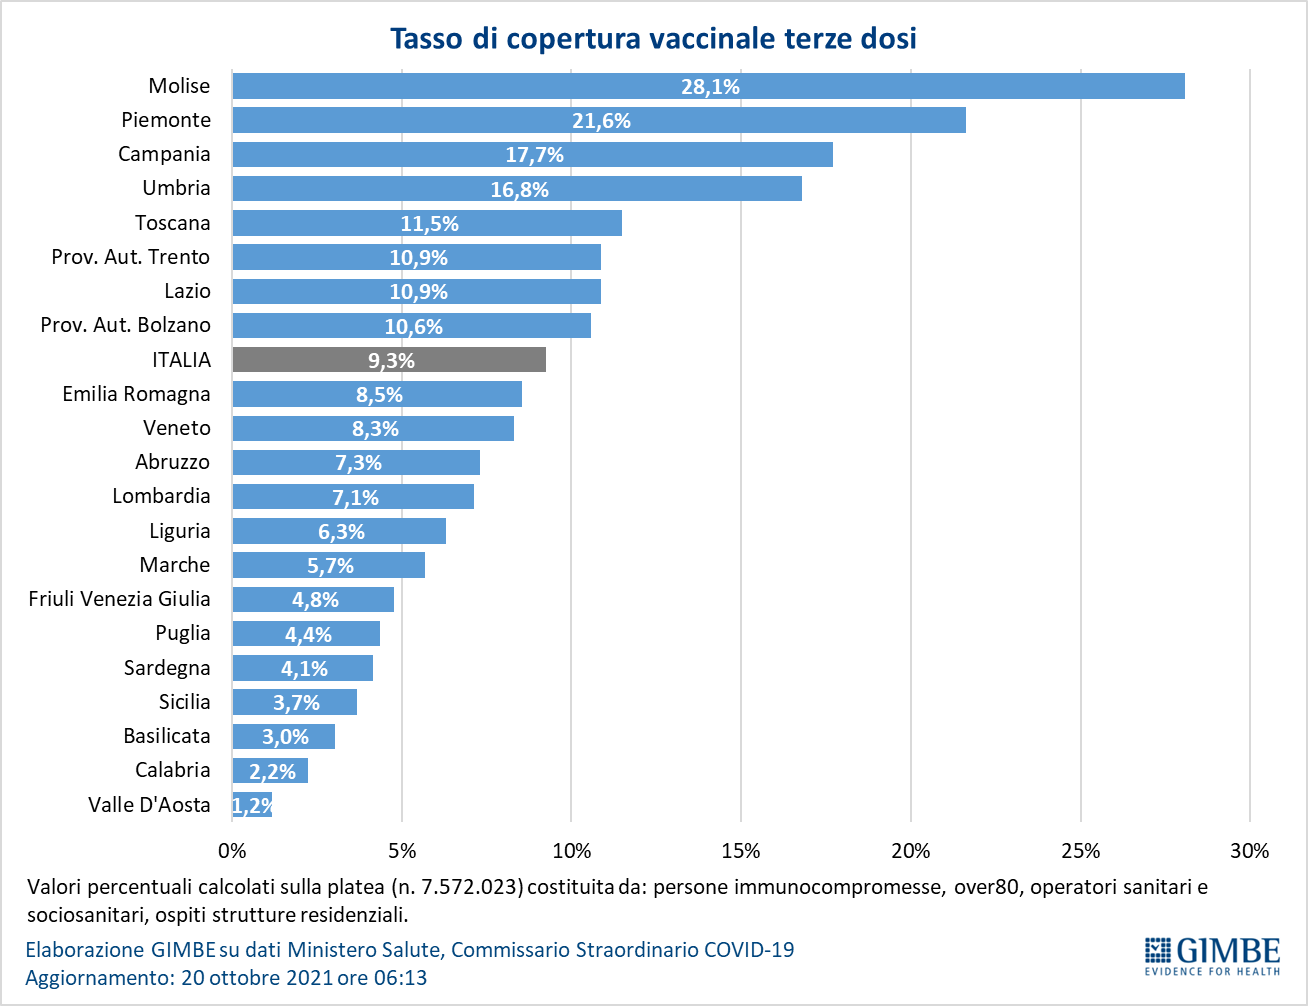 Tasso di copertura vaccinale terze dosi
Molise 28,1%
Piemonte 21,6%
Campania 17,7%
Umbria 16,8%
Toscana 11,5%
Prov. Aut. Trento 10,9%
Lazio 10,9%
Prov. Aut. Bolzano 10,6%
ITALIA 9,3%
Emilia Romagna 8,5%
Veneto 8,3%
Abruzzo 7,3%
Lombardia 7,1%
Liguria 6,3%
Marche 5,7%
Friuli Venezia Giulia 4,8%
Puglia 4,4%
Sardegna 4,1%
Sicilia 3,7%
Basilicata 3,0%
Calabria 2,2%
Valle D'Aosta 1,2%
0% 5% 10% 15% 20% 25% 30%
Valori percentuali calcolati sulla platea (n. 7.572.023) costituita da: persone immunocompromesse, over80, operatori sanitari e
sociosanitari, ospiti strutture residenziali.
Elaborazione GIMBE su dati Ministero Salute, Commissario Straordinario COVID-19
Aggiornamento: 20 ottobre 2021 ore 06:13
GIMBE
EVIDENCE FOR HEALTH